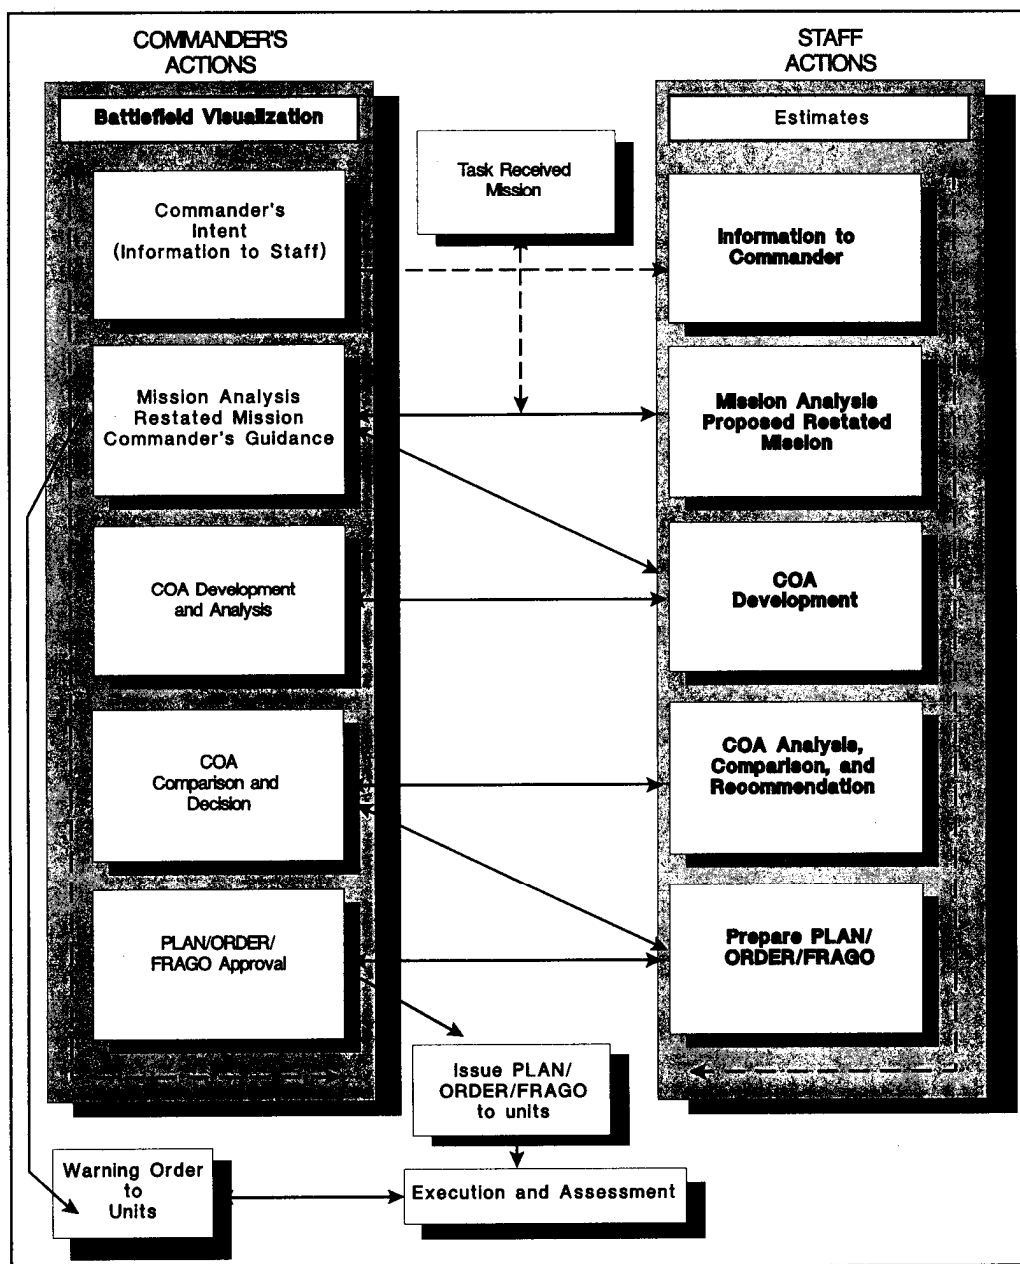 COMMANDER'S
ACTIONS
STAFF
ACTIONS
Battlefield Visualization
Estimates
Task Received
Mission
Commander's
Intent
(Information to Staff)
Information to
Commander
Mission Analysis
Restated Mission
Commander's Guidance
Mission Analysis
Proposed Restated
Mission
COA Development
and Analysis
COA
Development
COA
Comparison and
Decision
COA Analysis,
Comparison, and
Recommendation
PLAN/ORDER/
FRAGO Approval
Prepare PLAN/
ORDER/FRAGO
Issue PLAN/
ORDER/FRAGO
to units
Warning Order
to
Units
Execution and Assessment